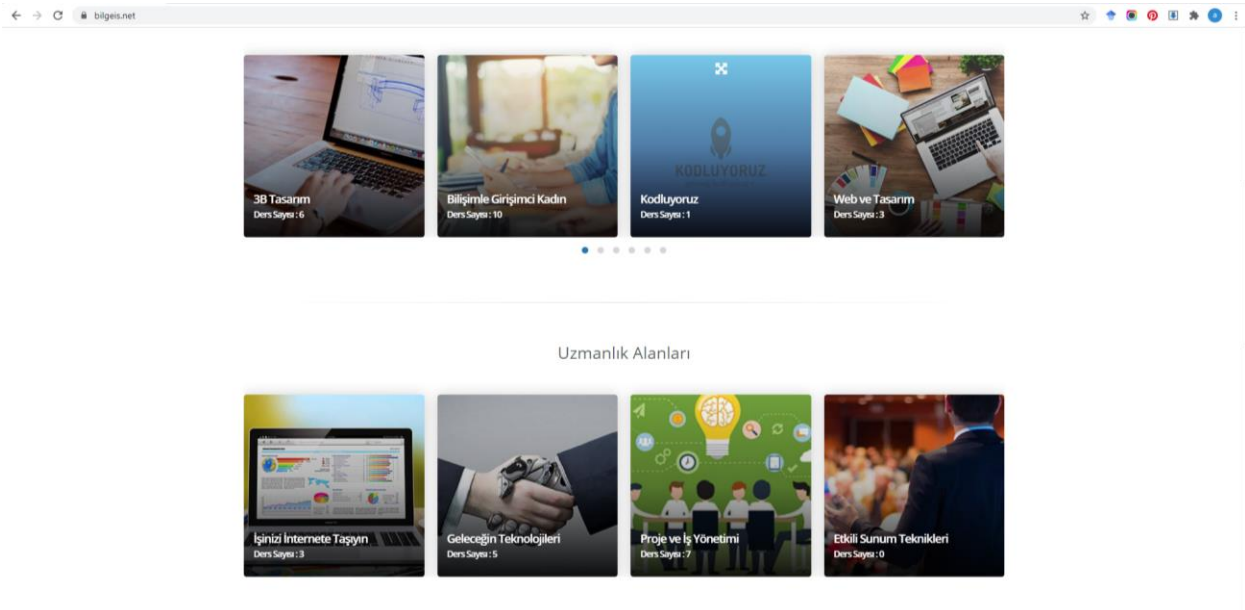 bilgeis.net
KODLUYORUZ
3B Tasarım
Ders Sayısı : 6
Bilişimle Girişimci Kadın
Ders Sayısı : 10
Kodluyoruz
Ders Sayısı : 1
Web ve Tasarım
Ders Sayısı : 3
Uzmanlık Alanları
İşinizi İnternete Taşıyın
Ders Sayısı : 3
Geleceğin Teknolojileri
Ders Sayısı : 5
Proje ve İş Yönetimi
Ders Sayısı : 7
Etkili Sunum Teknikleri
Ders Sayısı : 0